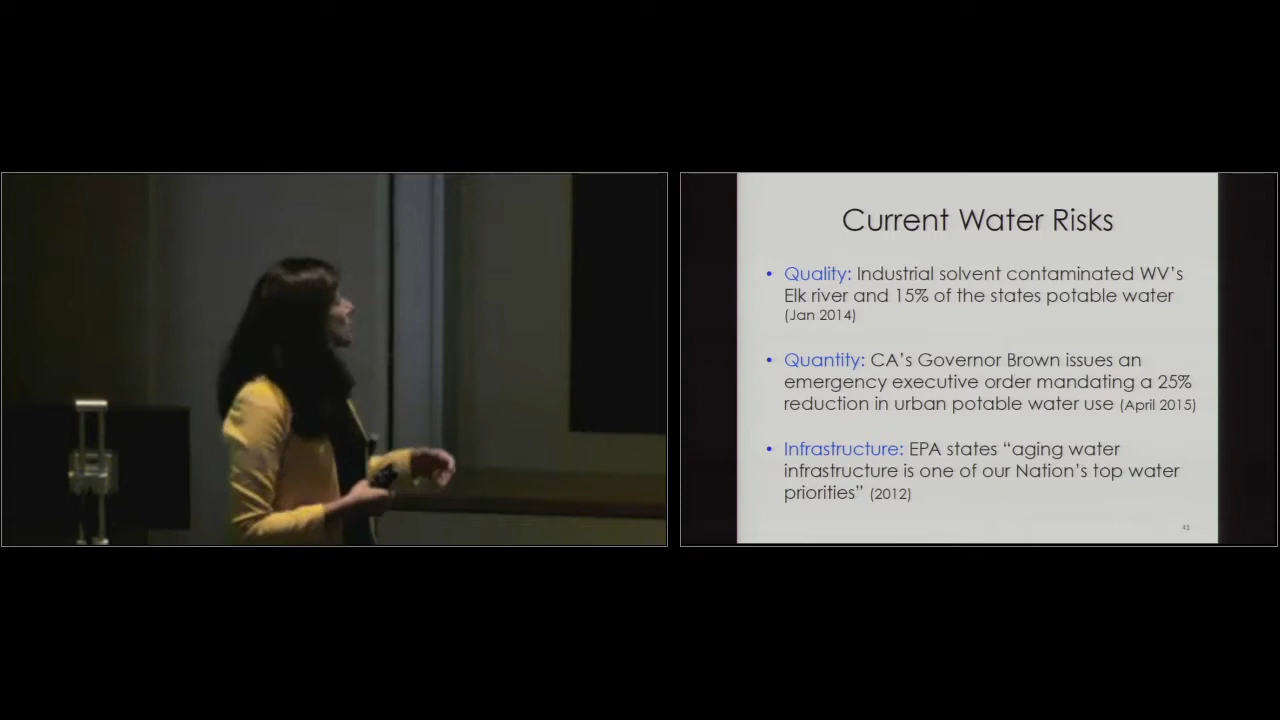 Current Water Risks
• Quality: Industrial solvent contaminated WV's
Elk river and 15% of the states potable water
(Jan 2014)
• Quantity: CA's Governor Brown issues an
emergency executive order mandating a 25%
reduction in urban potable water use (April 2015)
• Infrastructure: EPA states “aging water
infrastructure is one of our Nation's top water
priorities” (2012)